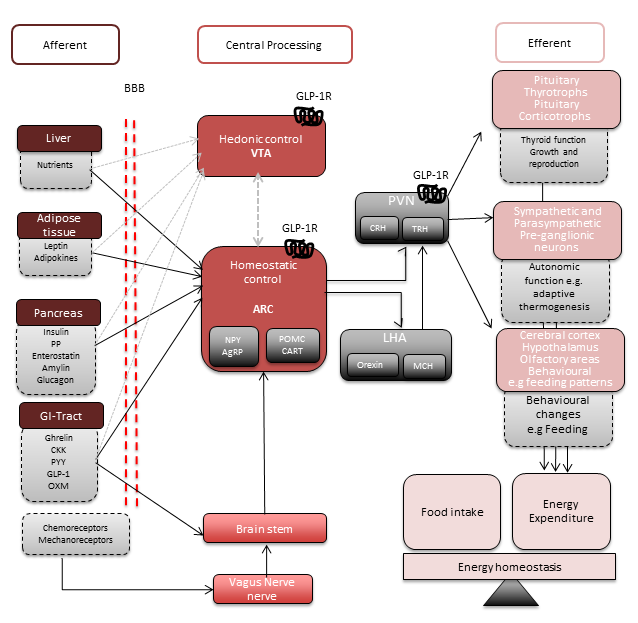 Afferent
Central Processing
Efferent
BBB
GLP-1R
Liver
Nutrients
Hedonic control
VTA
Pituitary
Thyrotrophs
Pituitary
Corticotrophs
Thyroid function
Growth and
reproduction
GLP-1R
PVN
CRH
TRH
Adipose
tissue
Leptin
Adipokines
GLP-1R
Homeostatic
control
ARC
NPY
AgRP
POMC
CART
Sympathetic and
Parasympathetic
Pre-ganglionic
neurons
Autonomic
function e.g.
adaptive
thermogenesis
Pancreas
Insulin
PP
Enterostatin
Amylin
Glucagon
LHA
Orexin
MCH
Cerebral cortex
Hypothalamus
Olfactory areas
Behavioural
e.g feeding patterns
Behavioural
changes
e.g Feeding
GI-Tract
Ghrelin
CKK
PYY
GLP-1
OXM
Chemoreceptors
Mechanoreceptors
Brain stem
Vagus Nerve
nerve
Food intake
Energy
Expenditure
Energy homeostasis